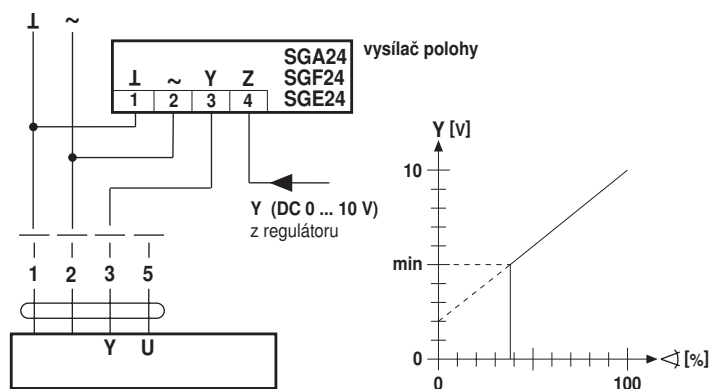 ⊥ ~
SGA24
SGF24
SGE24
vysílač polohy
⊥ ~ Y Z
1 2 3 4
Y (DC 0 ... 10 V)
z regulátoru
1 2 3 5
Y U
Y [V]
10
min
0
0 100
[%]